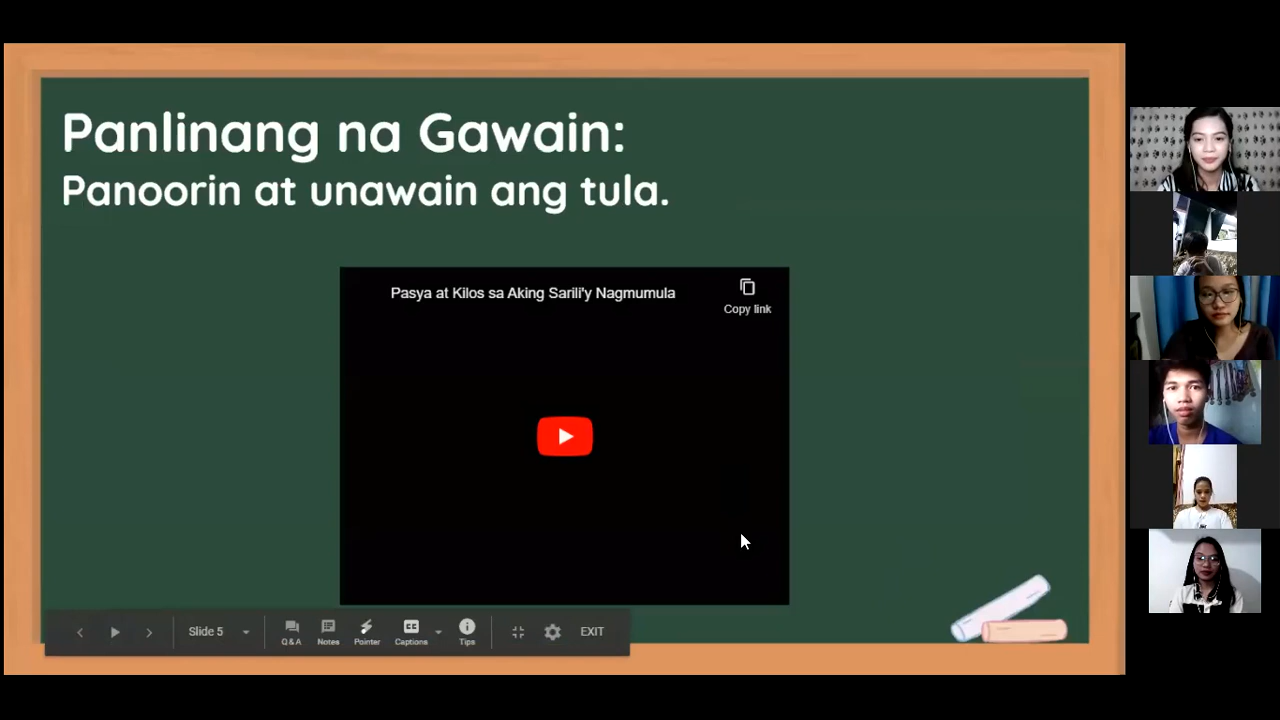 Panlinang na Gawain:
Panoorin at unawain ang tula.
Pasya at Kilos sa Aking Sarili'y Nagmumula
Copy link
Slide 5
Q & A
Notes
Pointer
Captions
Tips
EXIT